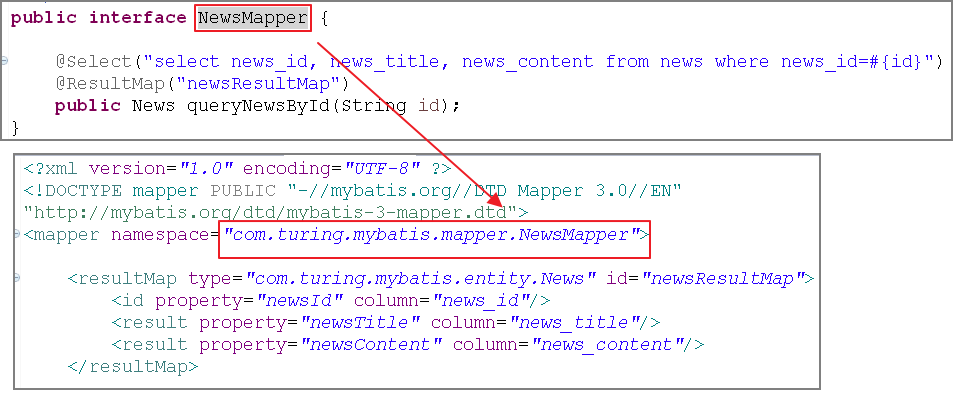 public interface NewsMapper {
@Select("select news_id, news_title, news_content from news where news_id=#{id}")
@ResultMap("newsResultMap")
public News queryNewsById(String id);
}
<?xml version="1.0" encoding="UTF-8" ?>
<!DOCTYPE mapper PUBLIC "-//mybatis.org//DTD Mapper 3.0//EN"
"http://mybatis.org/dtd/mybatis-3-mapper.dtd">
<mapper namespace="com.turing.mybatis.mapper.NewsMapper">
<resultMap type="com.turing.mybatis.entity.News" id="newsResultMap">
<id property="newsId" column="news_id"/>
<result property="newsTitle" column="news_title"/>
<result property="newsContent" column="news_content"/>
</resultMap>